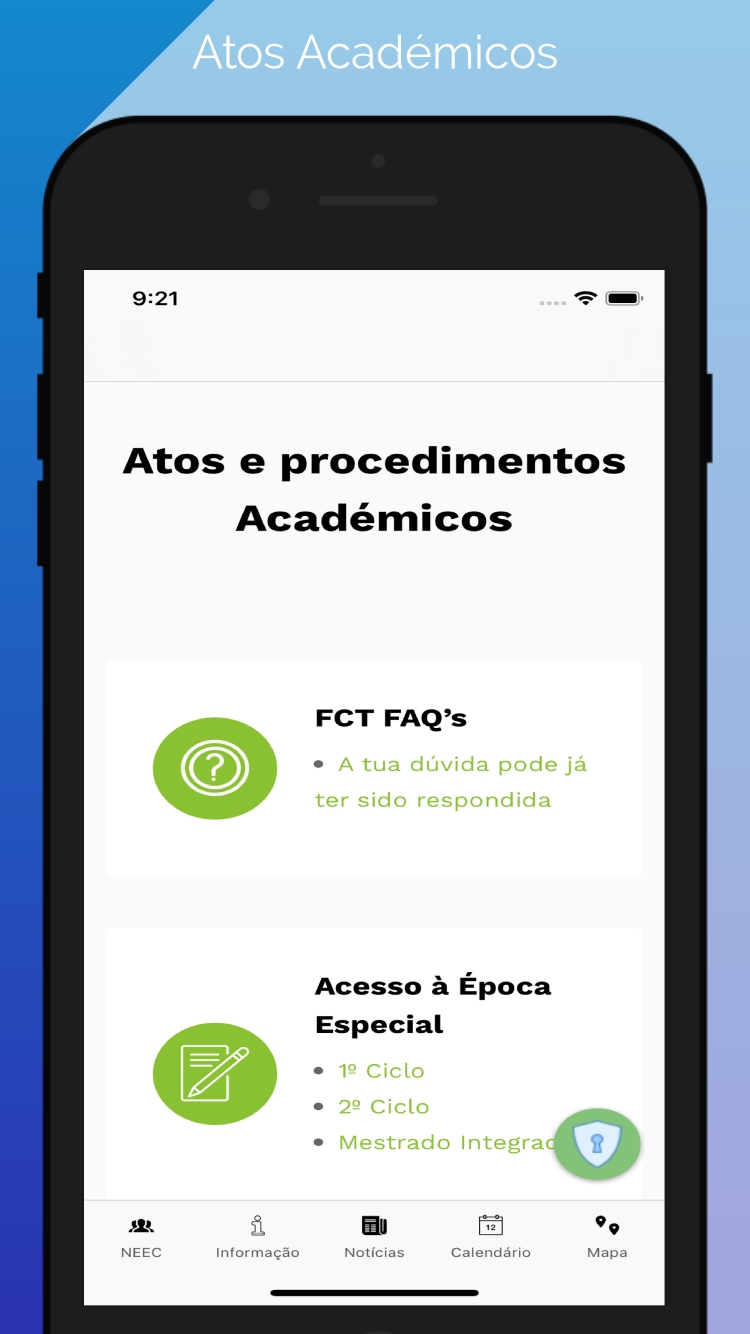 Atos Académicos
9:21
Atos e procedimentos
Académicos
FCT FAQ’s
• A tua dúvida pode já
ter sido respondida
?
Acesso à Época
Especial
• 1º Ciclo
• 2º Ciclo
• Mestrado Integrad
12
NEEC Informação Notícias Calendário Mapa